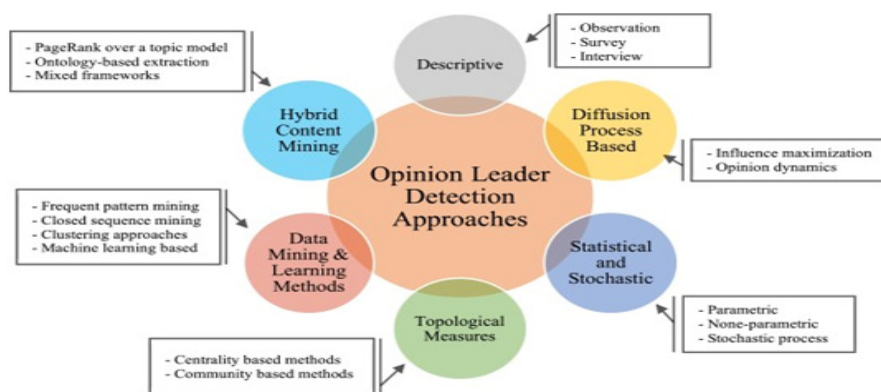 - PageRank over a topic model
- Ontology-based extraction
- Mixed frameworks
Descriptive
- Observation
- Survey
- Interview
Hybrid
Content
Mining
Diffusion
Process
Based
- Influence maximization
- Opinion dynamics
Opinion Leader
Detection
Approaches
- Frequent pattern mining
- Closed sequence mining
- Clustering approaches
- Machine learning based
Data
Mining &
Learning
Methods
Statistical
and
Stochastic
- Parametric
- None-parametric
- Stochastic process
Topological
Measures
- Centrality based methods
- Community based methods